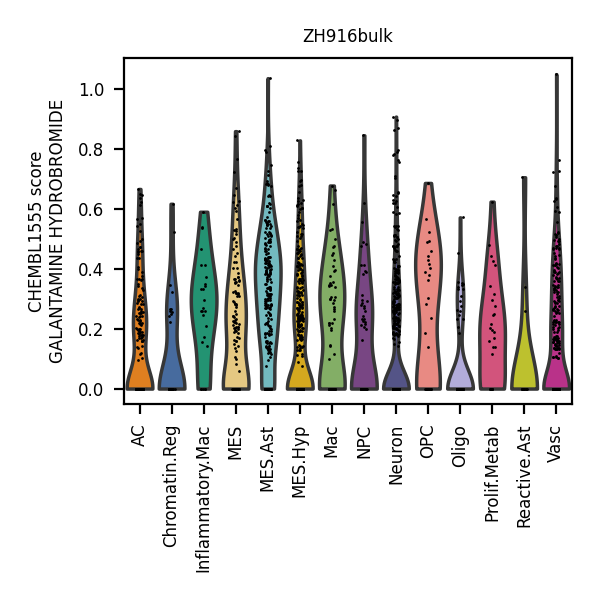 ZH916bulk
CHEMBL1555 score
GALANTAMINE HYDROBROMIDE
1.0
0.8
0.6
0.4
0.2
0.0
AC
Chromatin.Reg
Inflammatory.Mac
MES
MES.Ast
MES.Hyp
Mac
NPC
Neuron
OPC
Oligo
Prolif.Metab
Reactive.Ast
Vasc